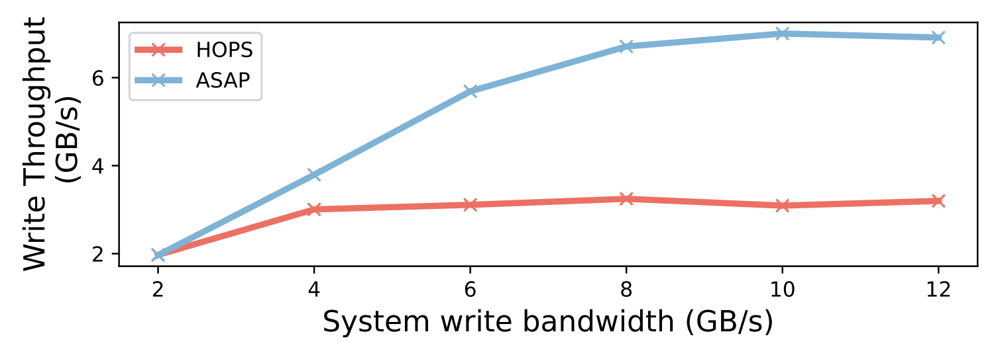 HOPS
ASAP
Write Throughput
(GB/s)
6
4
2
2 4 6 8 10 12
System write bandwidth (GB/s)